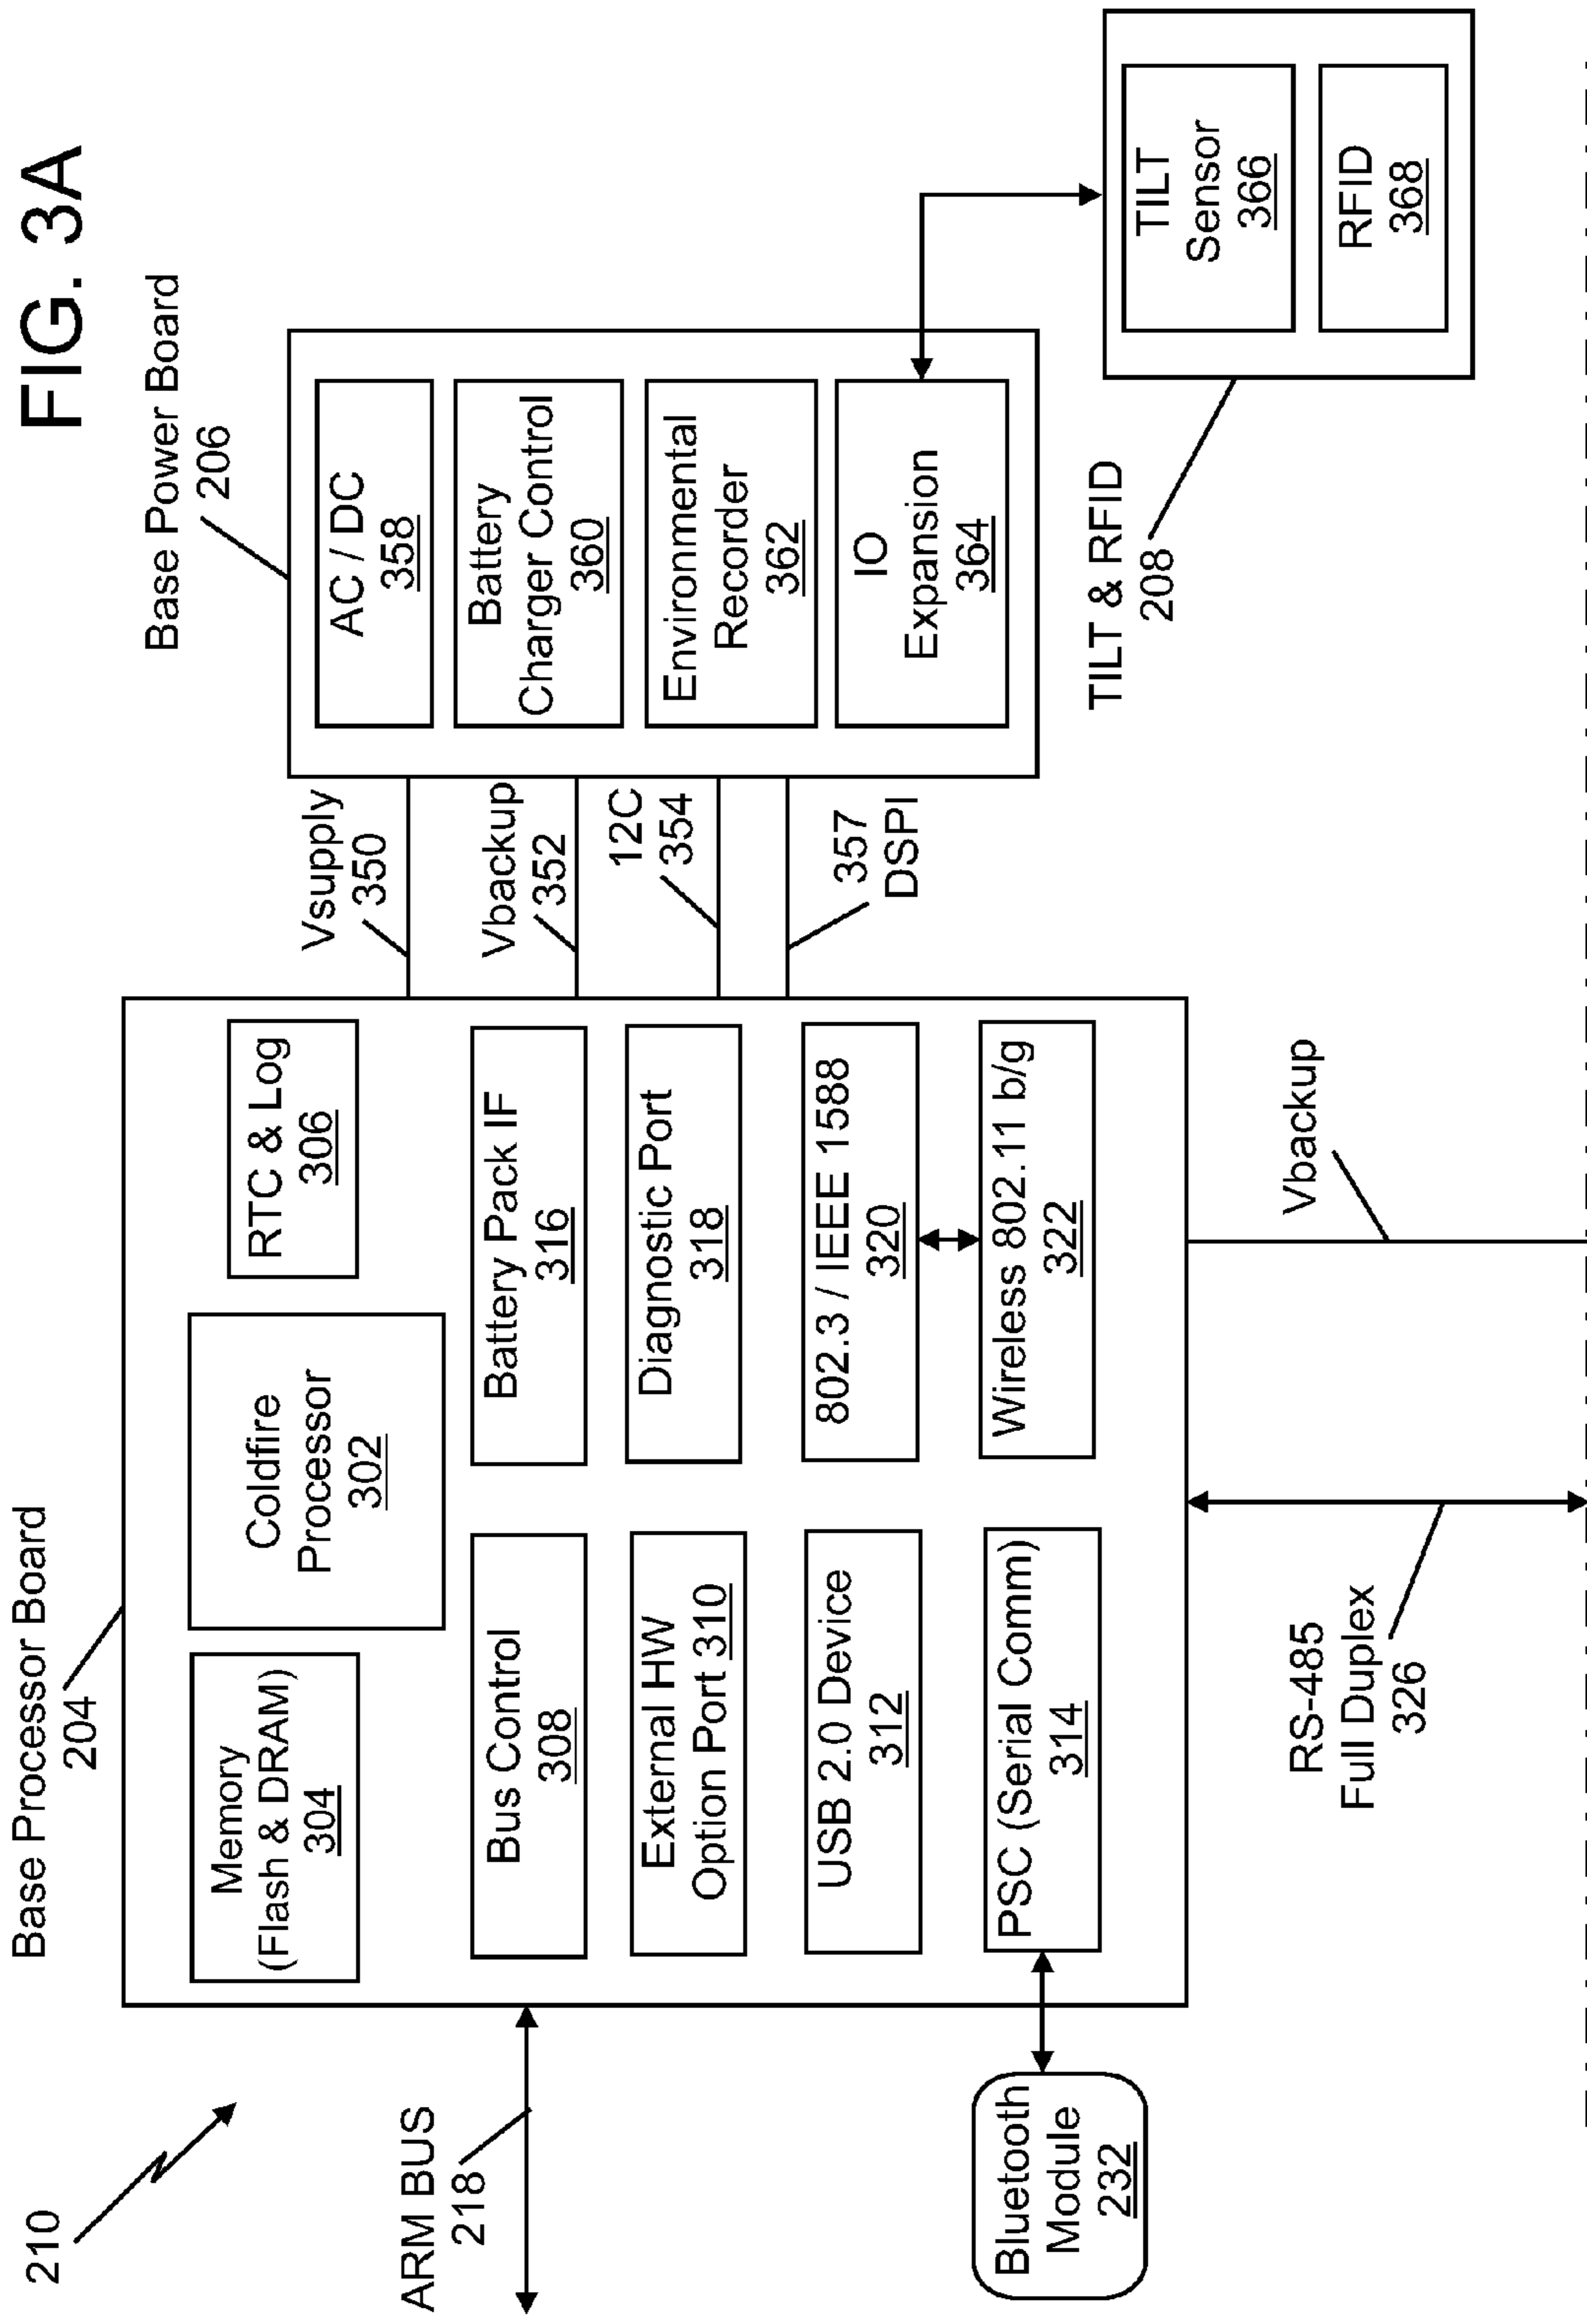 FIG. 3A
210
Base Processor Board
204
Memory
(Flash & DRAM)
304
Coldfire
Processor
302
RTC & Log
306
Bus Control
308
Battery Pack IF
316
External HW
Option Port 310
Diagnostic Port
318
USB 2.0 Device
312
802.3 / IEEE 1588
320
PSC (Serial Comm)
314
Wireless 802.11 b/g
322
ARM BUS
218
Bluetooth
Module
232
RS-485
Full Duplex
326
Vbackup
Vsupply
350
Vbackup
352
12C
354
357
DSPI
Base Power Board
206
AC / DC
358
Battery
Charger Control
360
Environmental
Recorder
362
IO
Expansion
364
TILT & RFID
208
TILT
Sensor
366
RFID
368